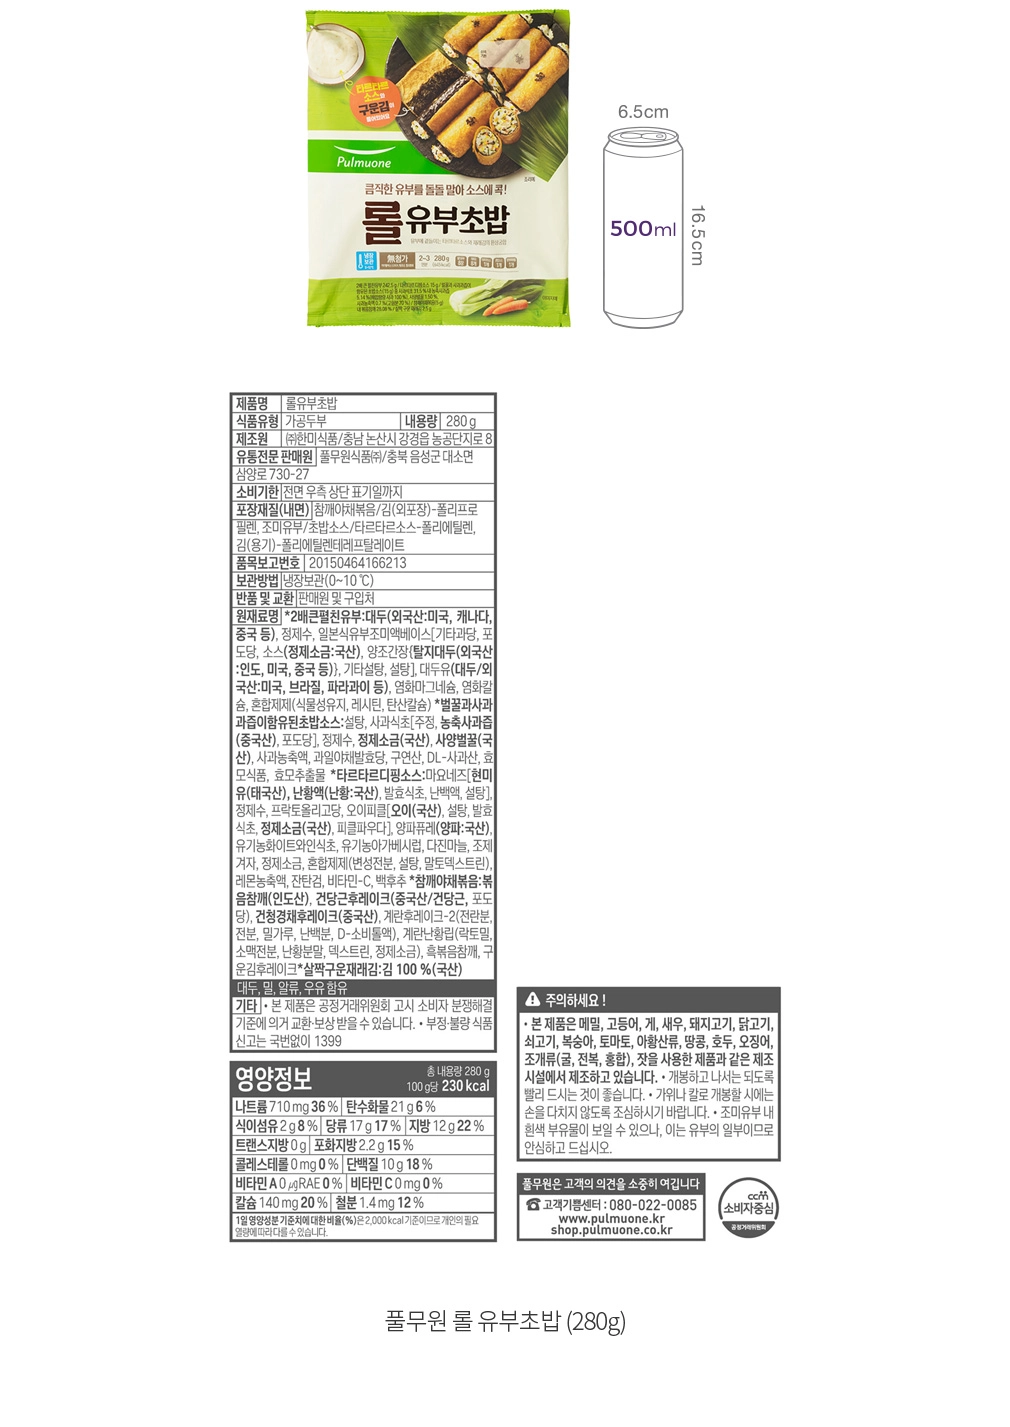 타르타르
소스와
구운김이
들어있어요
Pulmuone
조리예
큼직한 유부를 돌돌 말아 소스에 콕!
롤유부초밥
냉장
보관
無첨가
2~3 280g
6.5cm
500ml
16.5cm
제품명 롤유부초밥
식품유형 가공두부 내용량 280 g
제조원 ㈜한미식품/충남 논산시 강경읍 농공단지로 8
유통전문 판매원 풀무원식품㈜/충북 음성군 대소면
삼양로 730-27
소비기한 전면 우측 상단 표기일까지
포장재질(내면) 참깨야채볶음/김(외포장)-폴리프로
필렌, 조미유부/초밥소스/타르타르소스-폴리에틸렌,
김(용기)-폴리에틸렌테레프탈레이트
품목보고번호 20150464166213
보관방법 냉장보관(0~10 ℃)
반품 및 교환 판매원 및 구입처
원재료명 *2배큰펼친유부:대두(외국산:미국, 캐나다,
중국 등), 정제수, 일본식유부조미액베이스[기타과당, 포
도당, 소스(정제소금:국산), 양조간장{탈지대두(외국산
:인도, 미국, 중국 등)}, 기타설탕, 설탕], 대두유(대두/외
국산:미국, 브라질, 파라과이 등), 염화마그네슘, 염화칼
슘, 혼합제제(식물성유지, 레시틴, 탄산칼슘) *벌꿀과사과
과즙이함유된초밥소스:설탕, 사과식초[주정, 농축사과즙
(중국산), 포도당], 정제수, 정제소금(국산), 사양벌꿀(국
산), 사과농축액, 과일야채발효당, 구연산, DL-사과산, 효
모식품, 효모추출물 *타르타르디핑소스:마요네즈[현미
유(태국산), 난황액(난황:국산), 발효식초, 난백액, 설탕],
정제수, 프락토올리고당, 오이피클[오이(국산), 설탕, 발효
식초, 정제소금(국산), 피클파우다], 양파퓨레(양파:국산),
유기농화이트와인식초, 유기농아가베시럽, 다진마늘, 조제
겨자, 정제소금, 혼합제제(변성전분, 설탕, 말토덱스트린),
레몬농축액, 잔탄검, 비타민-C, 백후추 *참깨야채볶음:볶
음참깨(인도산), 건당근후레이크(중국산/건당근, 포도
당), 건청경채후레이크(중국산), 계란후레이크-2(전란분,
전분, 밀가루, 난백분, D-소비톨액), 계란난황립(락토밀,
소맥전분, 난황분말, 덱스트린, 정제소금), 흑볶음참깨, 구
운김후레이크*살짝구운재래김:김 100 %(국산)
대두, 밀, 알류, 우유 함유
기타 • 본 제품은 공정거래위원회 고시 소비자 분쟁해결
기준에 의거 교환·보상 받을 수 있습니다. • 부정·불량 식품
신고는 국번없이 1399
영양정보 총 내용량 280 g
100 g당 230 kcal
나트륨 710 mg 36 % 탄수화물 21 g 6 %
식이섬유 2 g 8 % 당류 17 g 17 % 지방 12 g 22 %
트랜스지방 0 g 포화지방 2.2 g 15 %
콜레스테롤 0 mg 0 % 단백질 10 g 18 %
비타민 A 0 ㎍RAE 0 % 비타민 C 0 mg 0 %
칼슘 140 mg 20 % 철분 1.4 mg 12 %
1일 영양성분 기준치에 대한 비율(%)은 2,000 kcal 기준이므로 개인의 필요
열량에 따라 다를 수 있습니다.
주의하세요 !
• 본 제품은 메밀, 고등어, 게, 새우, 돼지고기, 닭고기,
쇠고기, 복숭아, 토마토, 아황산류, 땅콩, 호두, 오징어,
조개류(굴, 전복, 홍합), 잣을 사용한 제품과 같은 제조
시설에서 제조하고 있습니다. • 개봉하고 나서는 되도록
빨리 드시는 것이 좋습니다. • 가위나 칼로 개봉할 시에는
손을 다치지 않도록 조심하시기 바랍니다. • 조미유부 내
흰색 부유물이 보일 수 있으나, 이는 유부의 일부이므로
안심하고 드십시오.
풀무원은 고객의 의견을 소중히 여깁니다
☎ 고객기쁨센터 : 080-022-0085
www.pulmuone.kr
shop.pulmuone.co.kr
ccm
소비자중심
공정거래위원회
풀무원 롤 유부초밥 (280g)